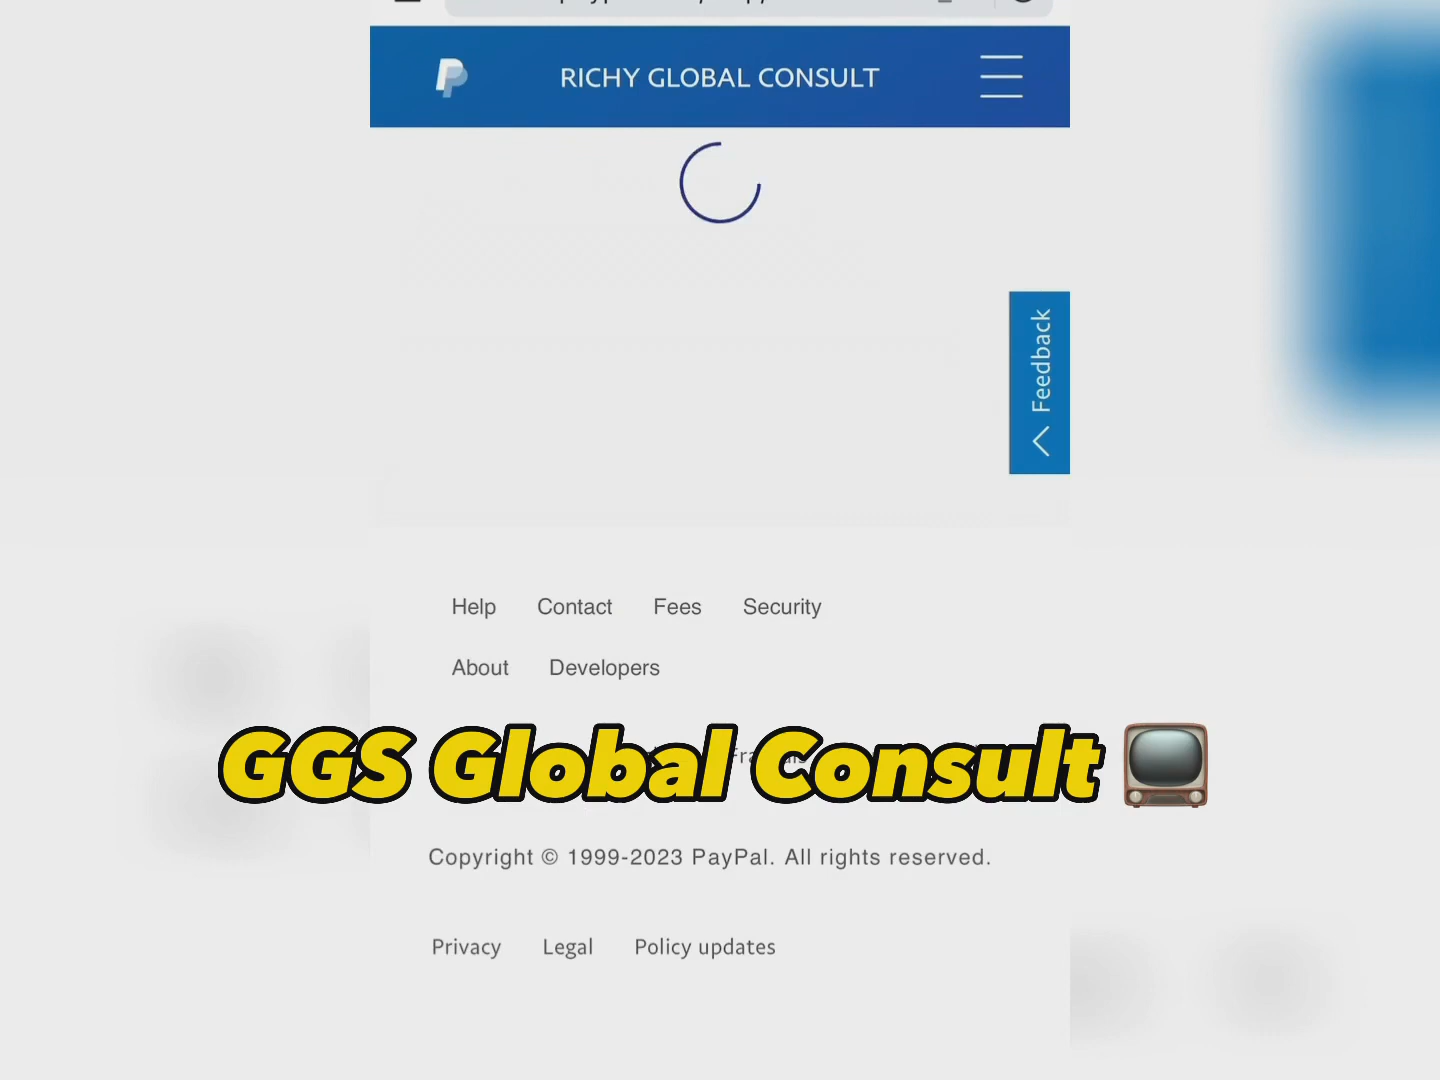 RICHY GLOBAL CONSULT
Feedback
Help Contact Fees Security
About Developers
GGS Global Consult
Copyright © 1999-2023 PayPal. All rights reserved.
Privacy Legal Policy updates